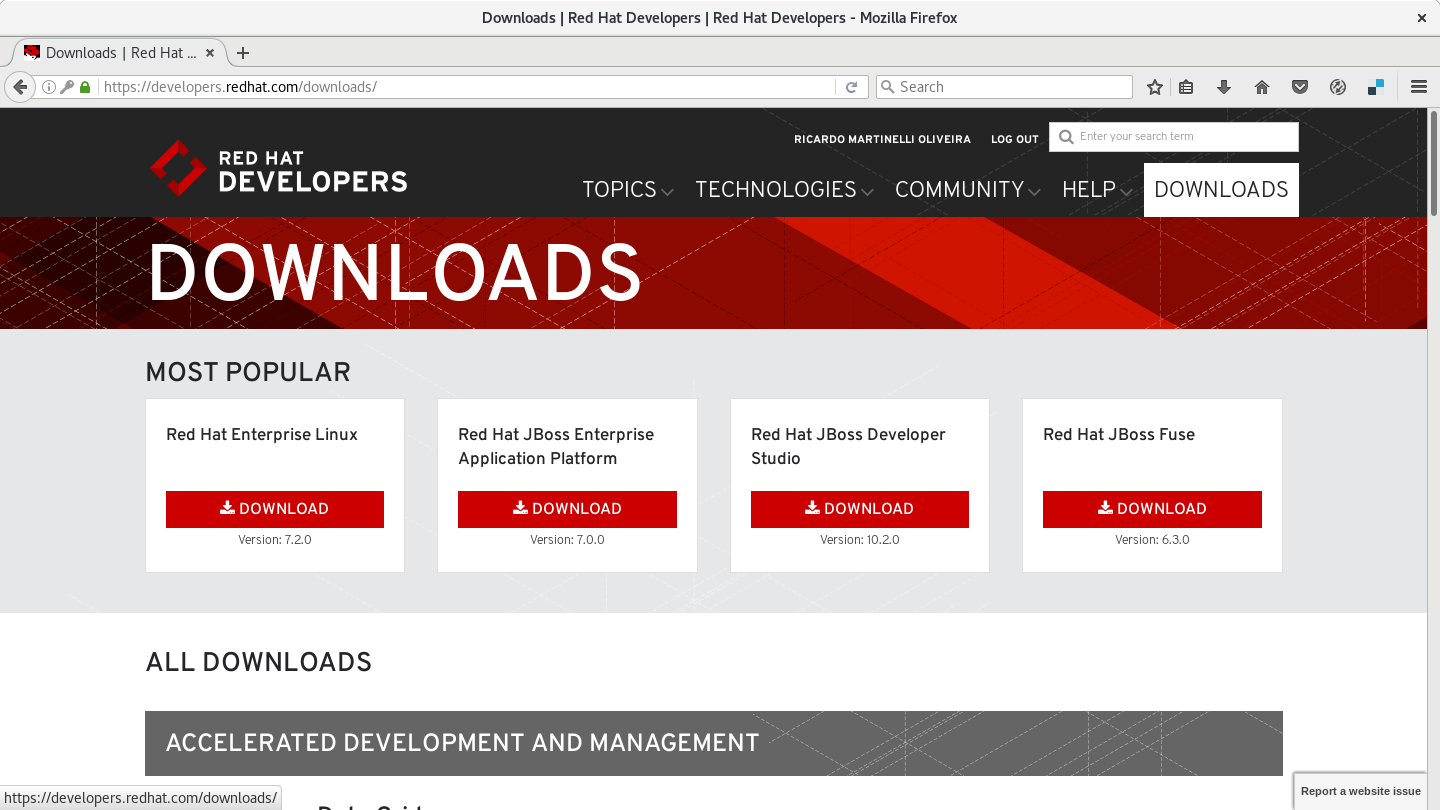 Downloads | Red Hat Developers | Red Hat Developers - Mozilla Firefox
Downloads | Red Hat ...
https://developers.redhat.com/downloads/
Search
RICARDO MARTINELLI OLIVEIRA
LOG OUT
Enter your search term
RED HAT
DEVELOPERS
TOPICS
TECHNOLOGIES
COMMUNITY
HELP
DOWNLOADS
DOWNLOADS
MOST POPULAR
Red Hat Enterprise Linux
DOWNLOAD
Version: 7.2.0
Red Hat JBoss Enterprise
Application Platform
DOWNLOAD
Version: 7.0.0
Red Hat JBoss Developer
Studio
DOWNLOAD
Version: 10.2.0
Red Hat JBoss Fuse
DOWNLOAD
Version: 6.3.0
ALL DOWNLOADS
ACCELERATED DEVELOPMENT AND MANAGEMENT
https://developers.redhat.com/downloads/
Report a website issue